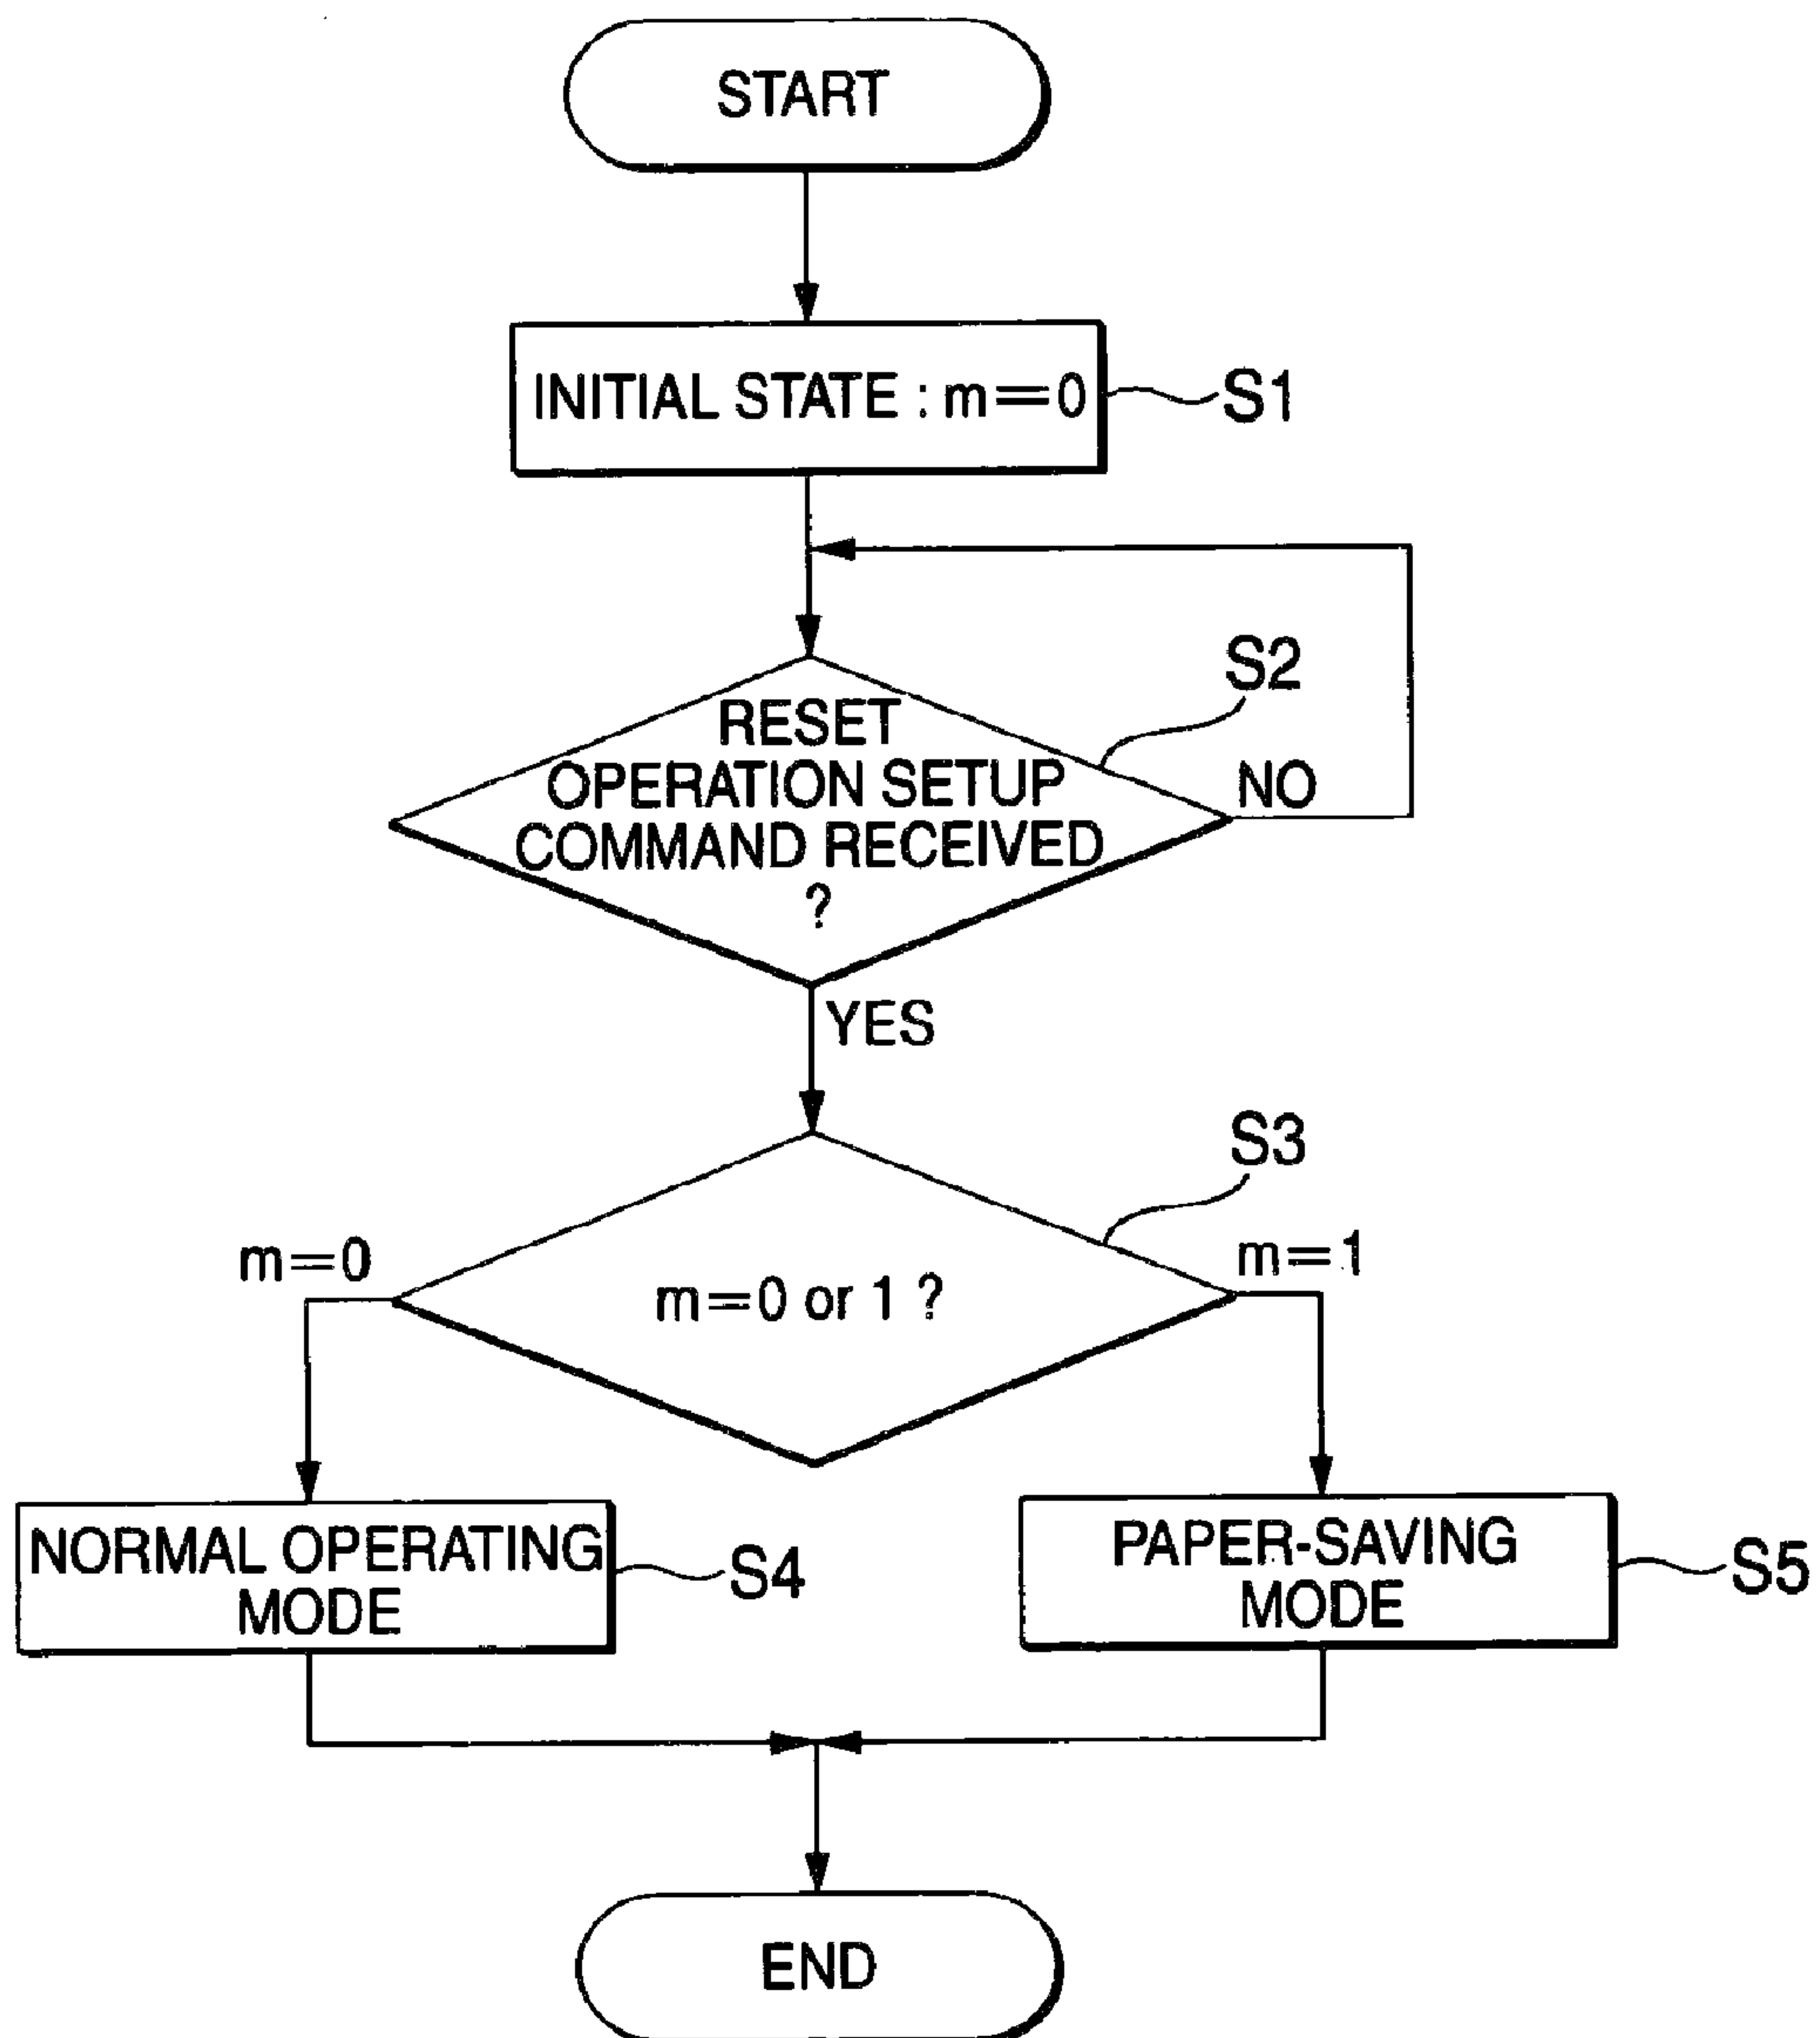 START
INITIAL STATE : m=0
S1
S2
RESET
OPERATION SETUP
COMMAND RECEIVED
?
NO
YES
S3
m=0
m=0 or 1 ?
m=1
NORMAL OPERATING
MODE
S4
PAPER-SAVING
MODE
S5
END